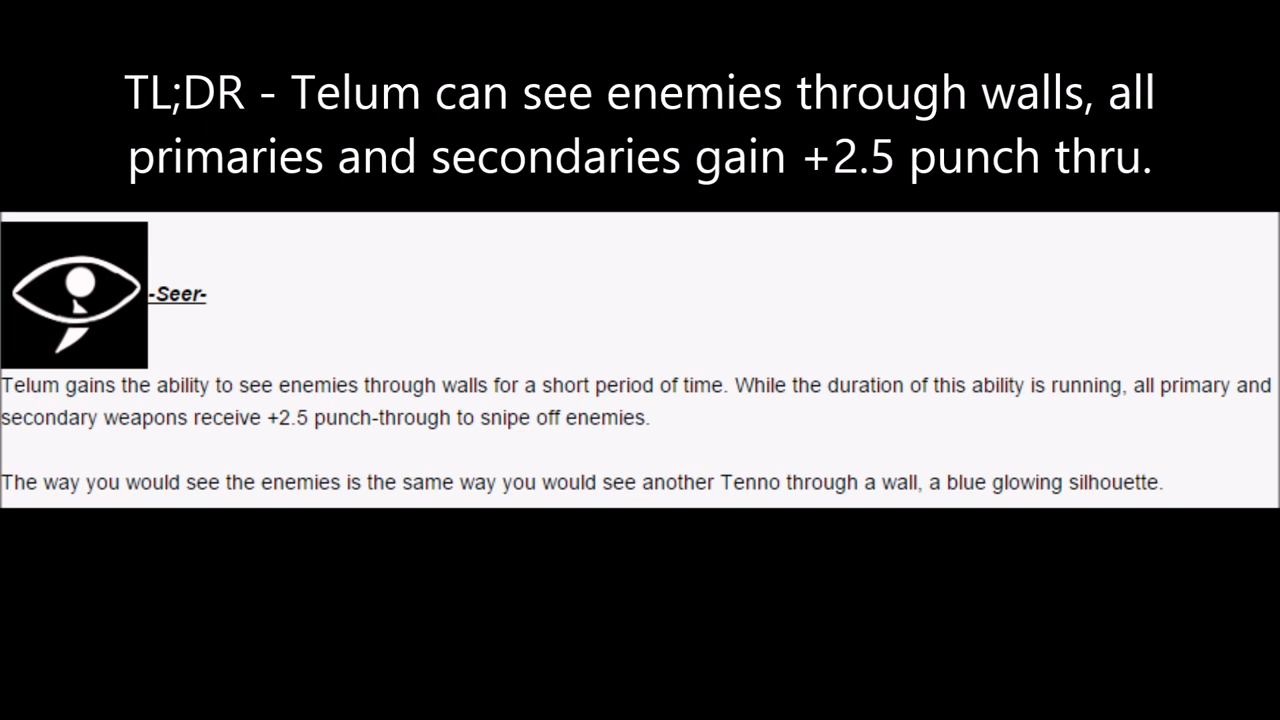 TL;DR - Telum can see enemies through walls, all
primaries and secondaries gain +2.5 punch thru.
-Seer-
Telum gains the ability to see enemies through walls for a short period of time. While the duration of this ability is running, all primary and
secondary weapons receive +2.5 punch-through to snipe off enemies.
The way you would see the enemies is the same way you would see another Tenno through a wall, a blue glowing silhouette.